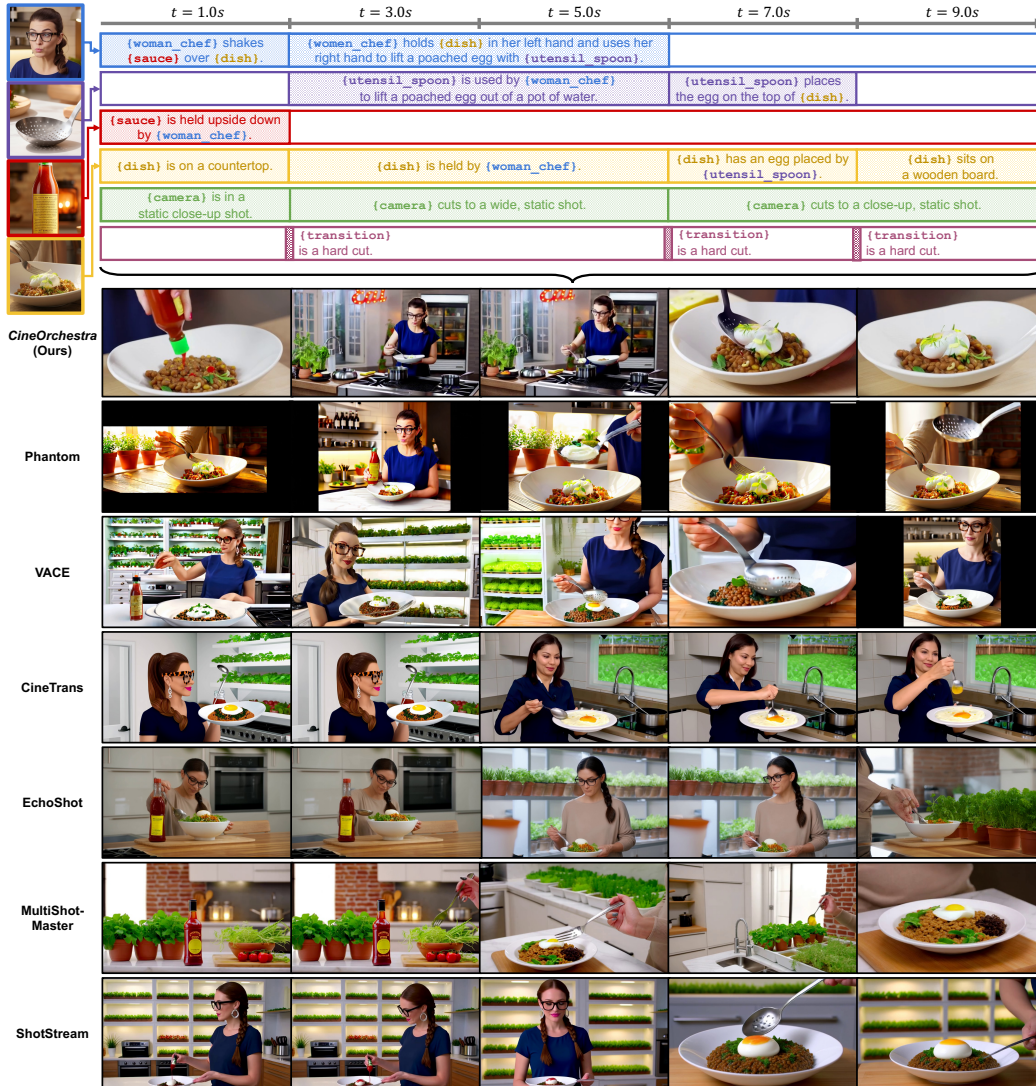 t = 1.0s t = 3.0s t = 5.0s t = 7.0s t = 9.0s
{woman_chef} shakes
{sauce} over {dish}.
{women_chef} holds {dish} in her left hand and uses her
right hand to lift a poached egg with {utensil_spoon}.
{utensil_spoon} is used by {woman_chef}
to lift a poached egg out of a pot of water.
{utensil_spoon} places
the egg on the top of {dish}.
{sauce} is held upside down
by {woman_chef}.
{dish} is on a countertop.
{dish} is held by {woman_chef}.
{dish} has an egg placed by
{utensil_spoon}.
{dish} sits on
a wooden board.
{camera} is in a
static close-up shot.
{camera} cuts to a wide, static shot.
{camera} cuts to a close-up, static shot.
{transition}
is a hard cut.
{transition}
is a hard cut.
{transition}
is a hard cut.
CineOrchestra
(Ours)
Phantom
VACE
CineTrans
EchoShot
MultiShot-
Master
ShotStream